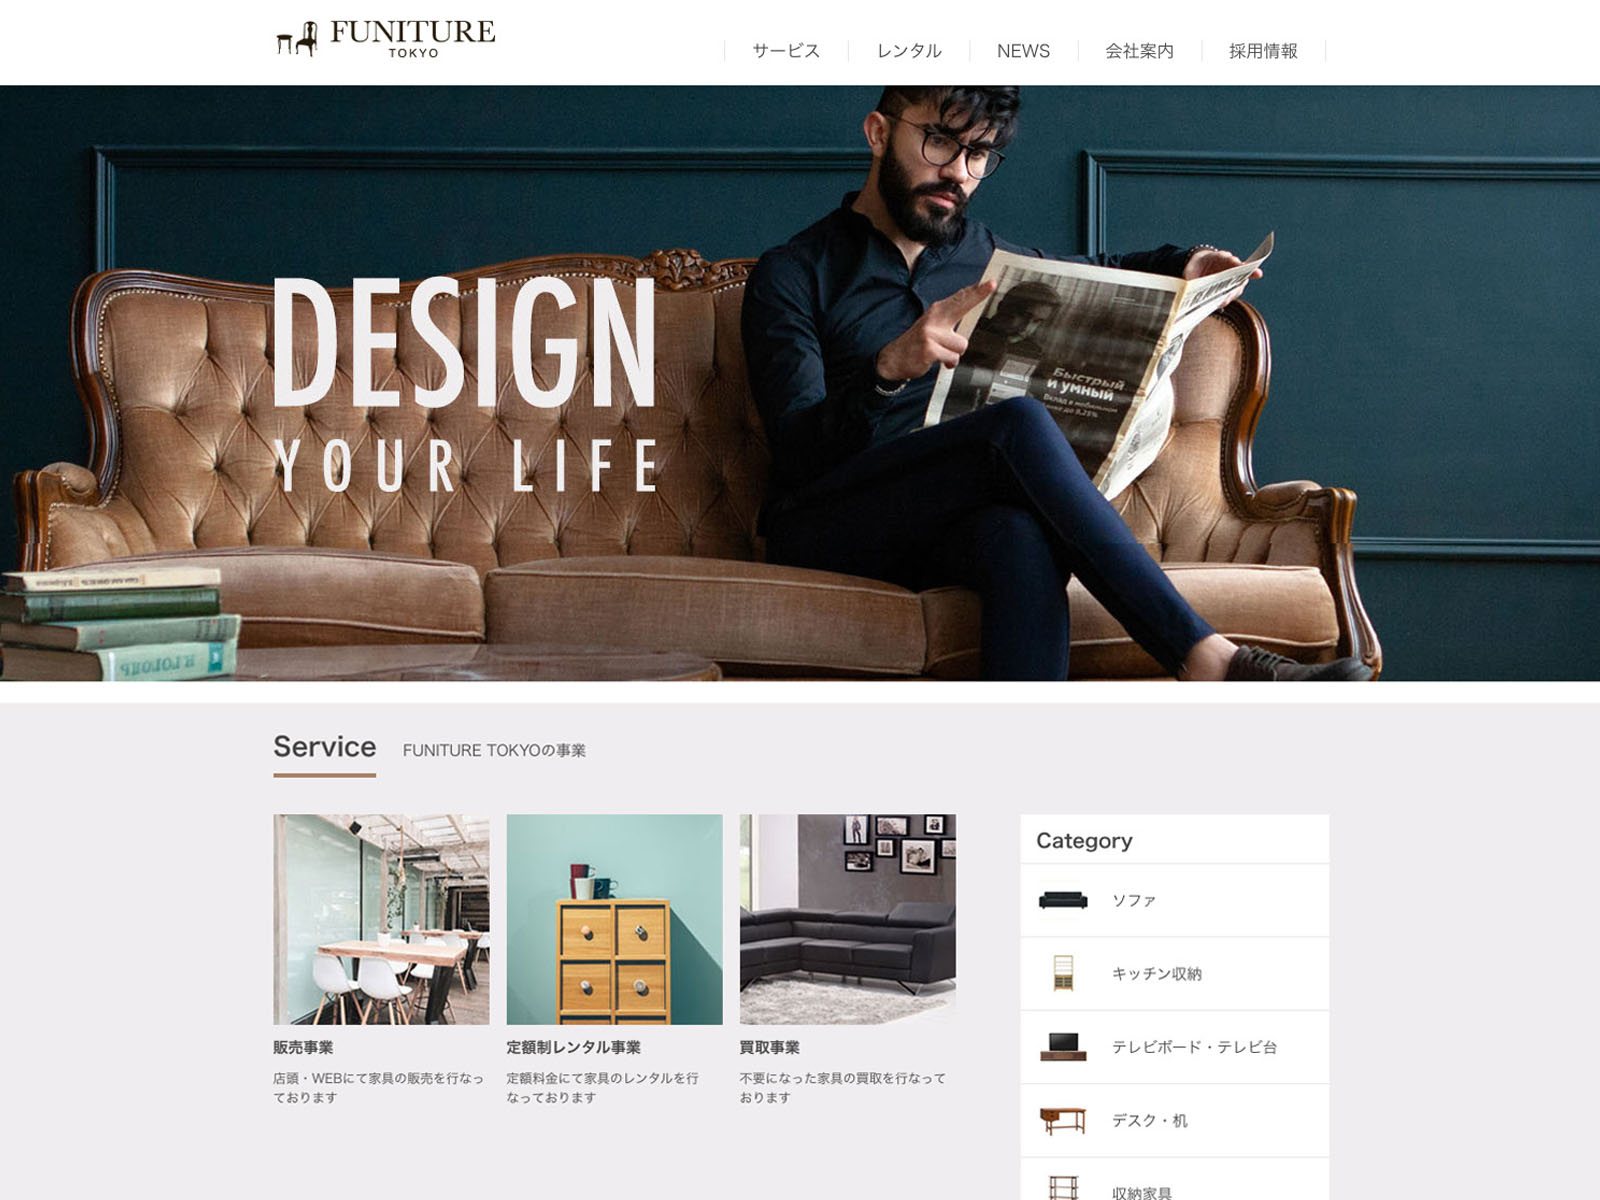 FUNITURE
TOKYO
サービス
レンタル
NEWS
会社案内
採用情報
DESIGN
YOUR LIFE
Быстрый
и умный
Вклад в мобильном
до 9,25%
Н.ГОГОЛЬ
Service
FUNITURE TOKYOの事業
販売事業
店頭・WEBにて家具の販売を行なっ
ております
定額制レンタル事業
定額料金にて家具のレンタルを行
なっております
買取事業
不要になった家具の買取を行なって
おります
Category
ソファ
キッチン収納
テレビボード・テレビ台
デスク・机
収納家具